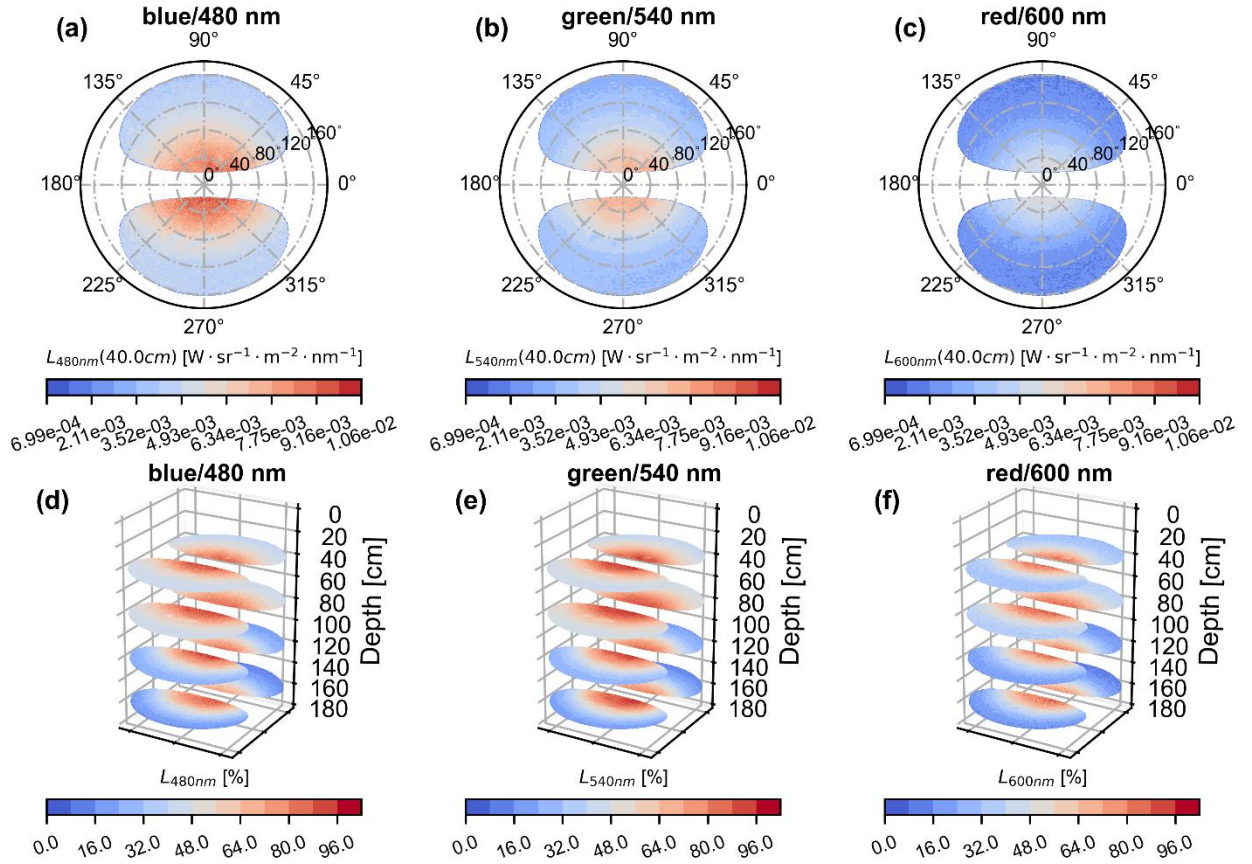 (a)
blue/480 nm
90°
135°
45°
160°
120°
80°
40°
0°
180°
0°
225°
315°
270°
L480nm(40.0cm) [W · sr−1 · m−2 · nm−1]
6.99e-04
2.11e-03
3.52e-03
4.93e-03
6.34e-03
7.75e-03
9.16e-03
1.06e-02
(b)
green/540 nm
90°
135°
45°
160°
120°
80°
40°
0°
180°
0°
225°
315°
270°
L540nm(40.0cm) [W · sr−1 · m−2 · nm−1]
6.99e-04
2.11e-03
3.52e-03
4.93e-03
6.34e-03
7.75e-03
9.16e-03
1.06e-02
(c)
red/600 nm
90°
135°
45°
160°
120°
80°
40°
0°
180°
0°
225°
315°
270°
L600nm(40.0cm) [W · sr−1 · m−2 · nm−1]
6.99e-04
2.11e-03
3.52e-03
4.93e-03
6.34e-03
7.75e-03
9.16e-03
1.06e-02
(d)
blue/480 nm
0
20
40
60
80
100
120
140
160
180
Depth [cm]
L480nm [%]
0.0
16.0
32.0
48.0
64.0
80.0
96.0
(e)
green/540 nm
0
20
40
60
80
100
120
140
160
180
Depth [cm]
L540nm [%]
0.0
16.0
32.0
48.0
64.0
80.0
96.0
(f)
red/600 nm
0
20
40
60
80
100
120
140
160
180
Depth [cm]
L600nm [%]
0.0
16.0
32.0
48.0
64.0
80.0
96.0